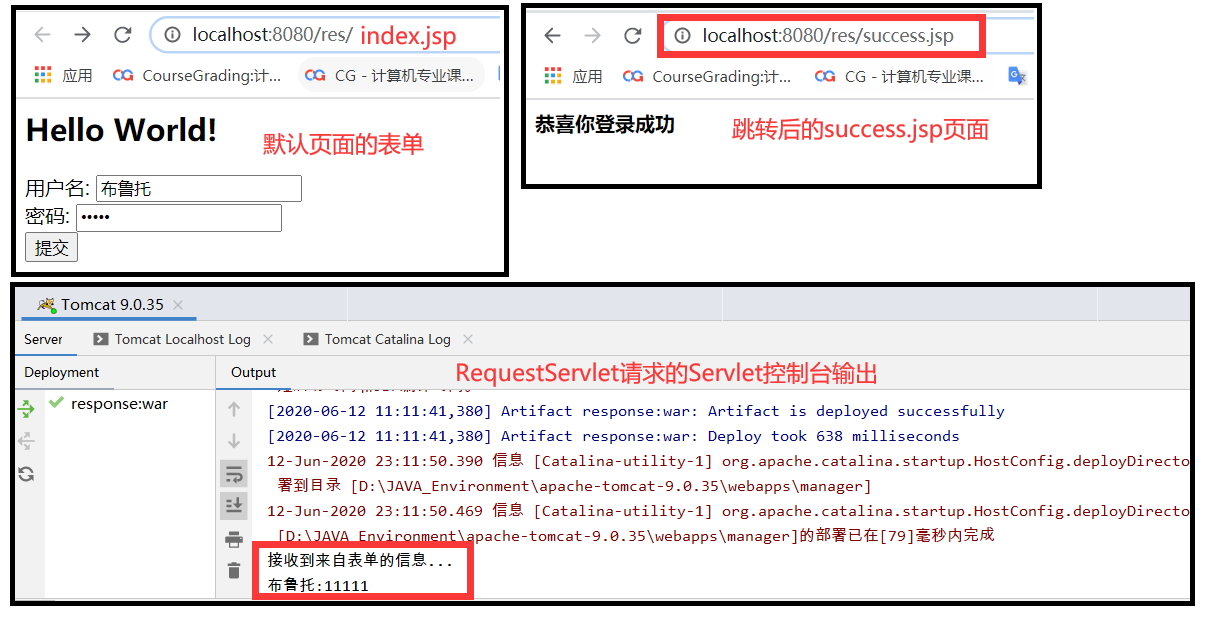 localhost:8080/res/ index.jsp
应用 CourseGrading:计... CG - 计算机专业课...
Hello World!
默认页面的表单
用户名: 布鲁托
密码: •••••
提交
localhost:8080/res/success.jsp
应用 CourseGrading:计... CG - 计算机专业课...
恭喜你登录成功
跳转后的success.jsp页面
Tomcat 9.0.35
Server Tomcat Localhost Log Tomcat Catalina Log
Deployment Output
RequestServlet请求的Servlet控制台输出
response:war
[2020-06-12 11:11:41,380] Artifact response:war: Artifact is deployed successfully
[2020-06-12 11:11:41,380] Artifact response:war: Deploy took 638 milliseconds
12-Jun-2020 23:11:50.390 信息 [Catalina-utility-1] org.apache.catalina.startup.HostConfig.deployDirecto
署到目录 [D:\JAVA_Environment\apache-tomcat-9.0.35\webapps\manager]
12-Jun-2020 23:11:50.469 信息 [Catalina-utility-1] org.apache.catalina.startup.HostConfig.deployDirecto
[D:\JAVA_Environment\apache-tomcat-9.0.35\webapps\manager]的部署已在[79]毫秒内完成
接收到来自表单的信息...
布鲁托:11111